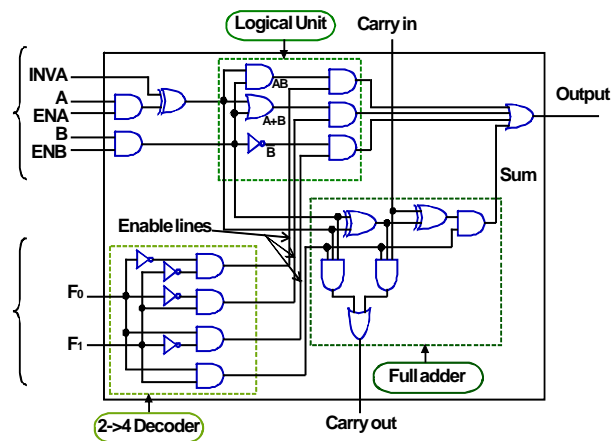 Logical Unit
Carry in
INVA
A
ENA
B
ENB
AB
A+B
B̅
Output
Sum
Enable lines
F0
F1
Full adder
2->4 Decoder
Carry out